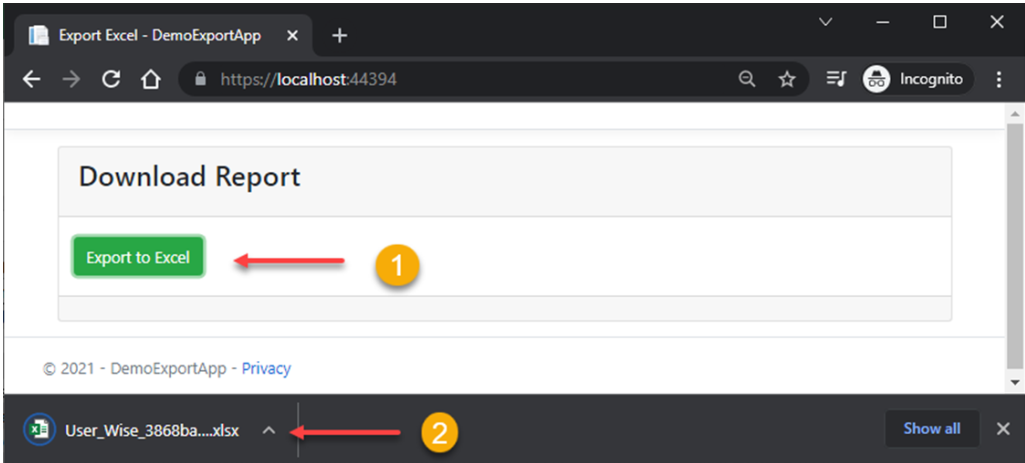 Export Excel - DemoExportApp
https://localhost:44394
Incognito
Download Report
Export to Excel
1
© 2021 - DemoExportApp - Privacy
User_Wise_3868ba....xlsx
2
Show all